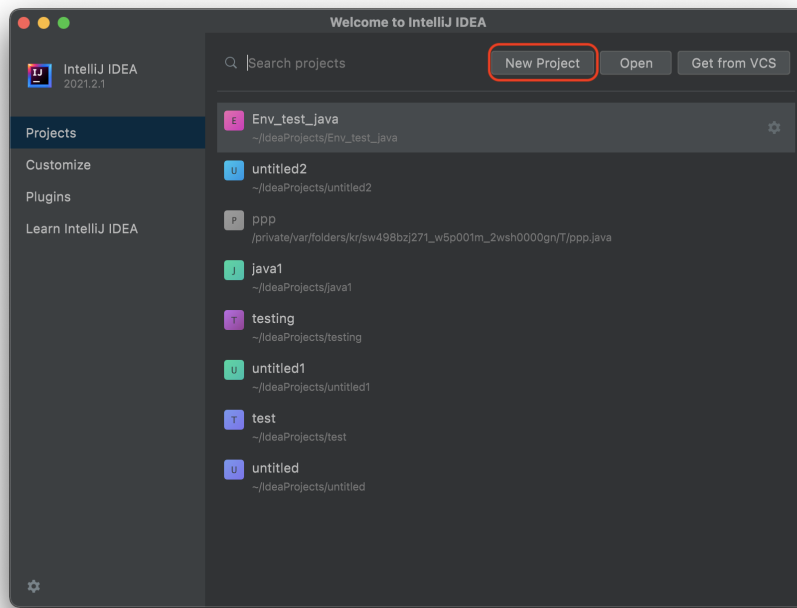 Welcome to IntelliJ IDEA
IJ
IntelliJ IDEA
2021.2.1
Projects
Customize
Plugins
Learn IntelliJ IDEA
Search projects
New Project
Open
Get from VCS
E
Env_test_java
~/IdeaProjects/Env_test_java
U
untitled2
~/IdeaProjects/untitled2
P
ppp
/private/var/folders/kr/sw498bzj271_w5p001m_2wsh0000gn/T/ppp.java
J
java1
~/IdeaProjects/java1
T
testing
~/IdeaProjects/testing
U
untitled1
~/IdeaProjects/untitled1
T
test
~/IdeaProjects/test
U
untitled
~/IdeaProjects/untitled